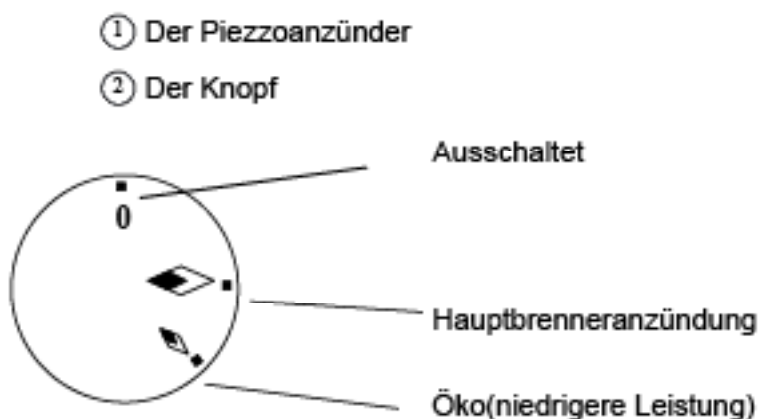 ① Der Piezzoanzünder
② Der Knopf
Ausschaltet
0
Hauptbrenneranzündung
Öko(niedrigere Leistung)